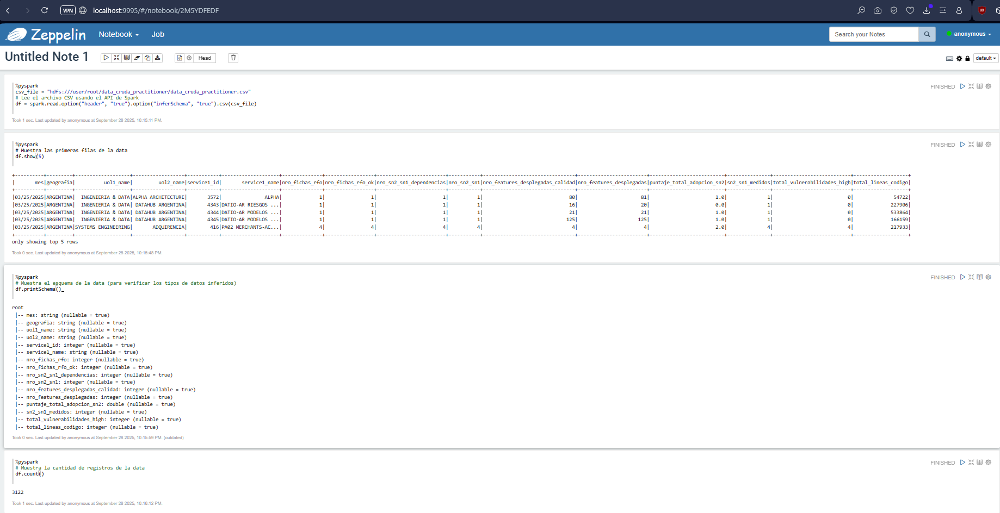 VPN localhost:9995/#/notebook/2M5YDFEDF
Zeppelin Notebook Job Search your Notes anonymous
Untitled Note 1 Head default
%pyspark
csv_file = "hdfs:///user/root/data_cruda_practitioner/data_cruda_practitioner.csv"
# Lee el archivo CSV usando el API de Spark
df = spark.read.option("header", "true").option("inferSchema", "true").csv(csv_file)
FINISHED
Took 1 sec. Last updated by anonymous at September 28 2025, 10:15:11 PM.
%pyspark
# Muestra las primeras filas de la data
df.show(5)
FINISHED
+----------+---------+-------------------+------------------+-----------+--------------------+--------------+-----------------+------------------------+-----------+--------------------------------+------------------------+--------------------------+---------------+---------------------------+-------------------+
|       mes|geografia|          uol1_name|         uol2_name|service1_id|       service1_name|nro_fichas_rfo|nro_fichas_rfo_ok|nro_sn2_sn1_dependencias|nro_sn2_sn1|nro_features_desplegadas_calidad|nro_features_desplegadas|puntaje_total_adopcion_sn2|sn2_sn1_medidos|total_vulnerabilidades_high|total_lineas_codigo|
+----------+---------+-------------------+------------------+-----------+--------------------+--------------+-----------------+------------------------+-----------+--------------------------------+------------------------+--------------------------+---------------+---------------------------+-------------------+
|03/25/2025|ARGENTINA|  INGENIERIA & DATA|ALPHA ARCHITECTURE|       3572|               ALPHA|             1|                1|                       1|          1|                              80|                      81|                       1.0|              1|                          0|              54722|
|03/25/2025|ARGENTINA|  INGENIERIA & DATA| DATAHUB ARGENTINA|       4343|DATIO-AR RIESGOS ...|             1|                1|                       1|          1|                              16|                      20|                       0.0|              1|                          0|             227906|
|03/25/2025|ARGENTINA|  INGENIERIA & DATA| DATAHUB ARGENTINA|       4344|DATIO-AR MODELOS ...|             1|                1|                       1|          1|                              21|                      21|                       1.0|              1|                          0|             533864|
|03/25/2025|ARGENTINA|  INGENIERIA & DATA| DATAHUB ARGENTINA|       4345|DATIO-AR MODELOS ...|             1|                1|                       1|          1|                             125|                     125|                       1.0|              1|                          0|             166159|
|03/25/2025|ARGENTINA|SYSTEMS ENGINEERING|       ADQUIRENCIA|        416|PA02 MERCHANTS-AC...|             4|                4|                       4|          4|                               4|                       4|                       2.0|              4|                          4|             217933|
+----------+---------+-------------------+------------------+-----------+--------------------+--------------+-----------------+------------------------+-----------+--------------------------------+------------------------+--------------------------+---------------+---------------------------+-------------------+
only showing top 5 rows
Took 0 sec. Last updated by anonymous at September 28 2025, 10:15:48 PM.
%pyspark
# Muestra el esquema de la data (para verificar los tipos de datos inferidos)
df.printSchema()
FINISHED
root
|-- mes: string (nullable = true)
|-- geografia: string (nullable = true)
|-- uol1_name: string (nullable = true)
|-- uol2_name: string (nullable = true)
|-- service1_id: integer (nullable = true)
|-- service1_name: string (nullable = true)
|-- nro_fichas_rfo: integer (nullable = true)
|-- nro_fichas_rfo_ok: integer (nullable = true)
|-- nro_sn2_sn1_dependencias: integer (nullable = true)
|-- nro_sn2_sn1: integer (nullable = true)
|-- nro_features_desplegadas_calidad: integer (nullable = true)
|-- nro_features_desplegadas: integer (nullable = true)
|-- puntaje_total_adopcion_sn2: double (nullable = true)
|-- sn2_sn1_medidos: integer (nullable = true)
|-- total_vulnerabilidades_high: integer (nullable = true)
|-- total_lineas_codigo: integer (nullable = true)
Took 0 sec. Last updated by anonymous at September 28 2025, 10:15:59 PM. (outdated)
%pyspark
# Muestra la cantidad de registros de la data
df.count()
FINISHED
3122
Took 1 sec. Last updated by anonymous at September 28 2025, 10:16:12 PM.